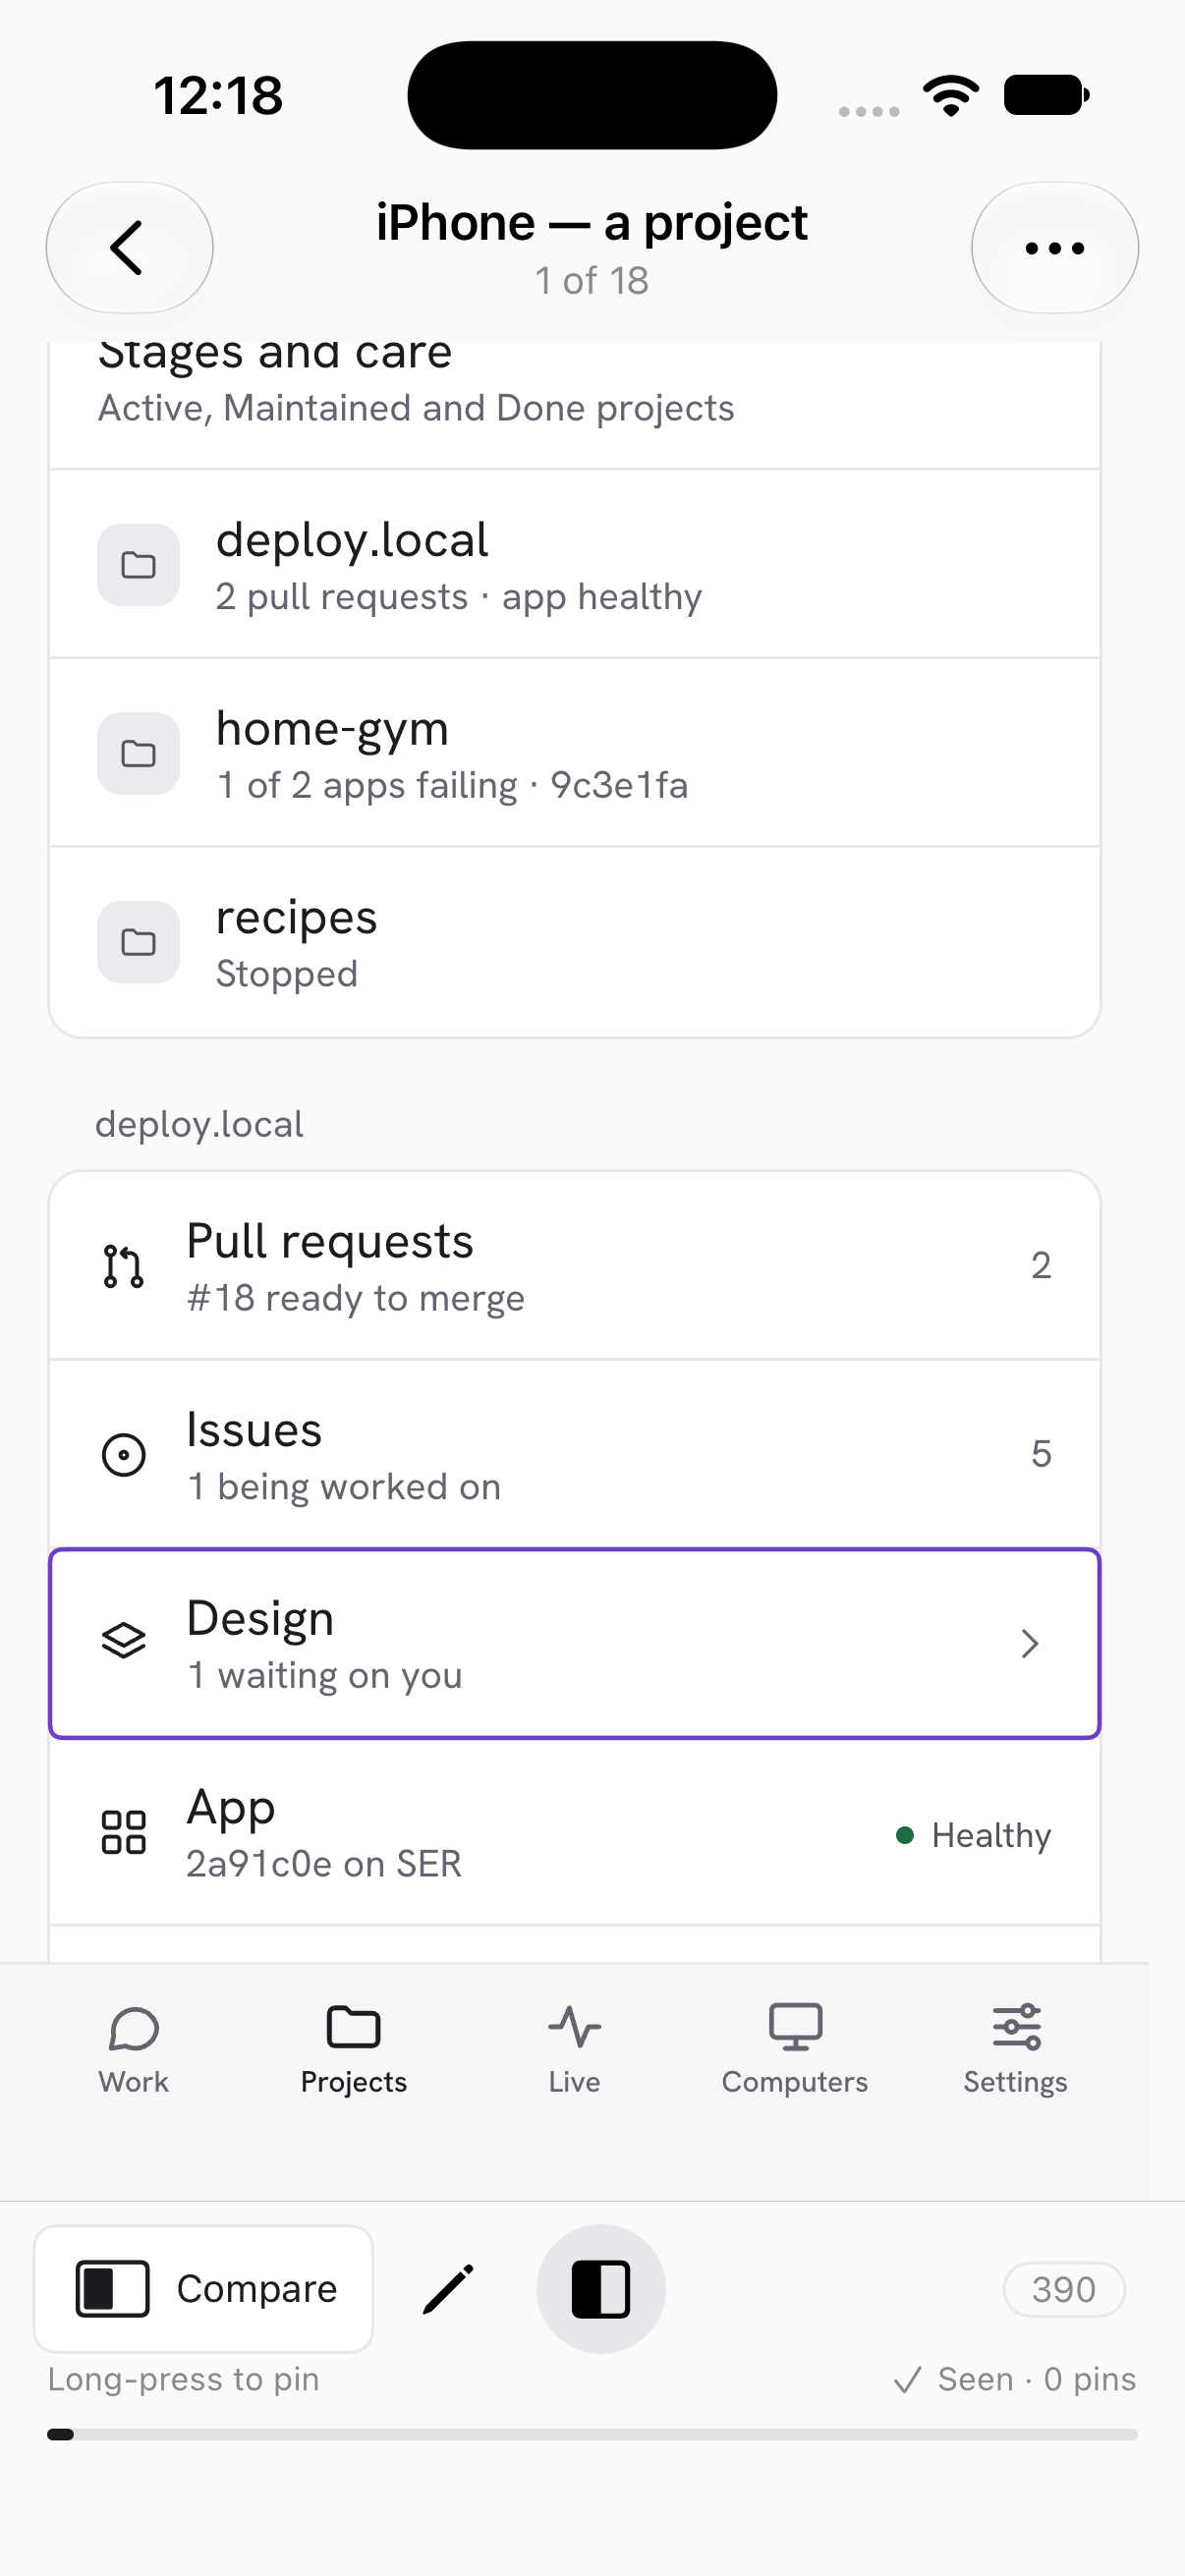 12:18
iPhone — a project
1 of 18
Stages and care
Active, Maintained and Done projects
deploy.local
2 pull requests · app healthy
home-gym
1 of 2 apps failing · 9c3e1fa
recipes
Stopped
deploy.local
Pull requests
2
#18 ready to merge
Issues
5
1 being worked on
Design
1 waiting on you
App
Healthy
2a91c0e on SER
Work
Projects
Live
Computers
Settings
Compare
390
Long-press to pin
Seen · 0 pins